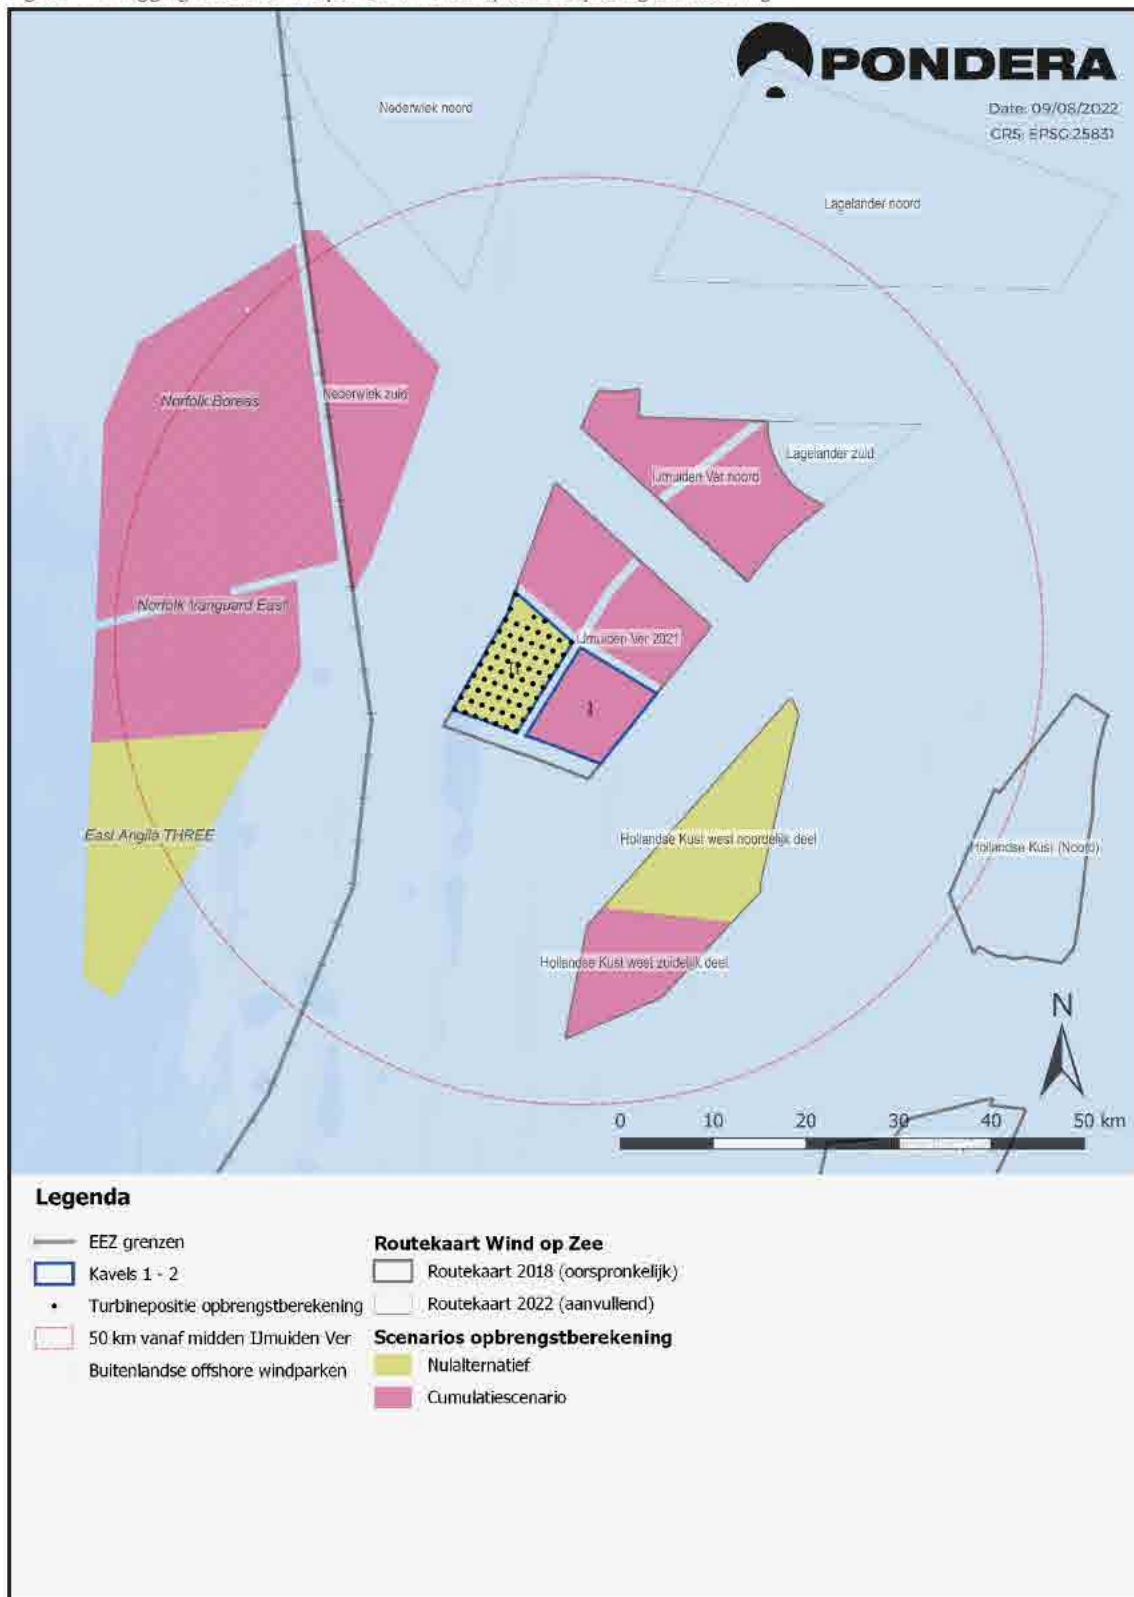 PONDERA
Date: 09/08/2022
CRS: EPSG:25831
Nederwiek noord
Lagelander noord
Norfolk Boreas
Nederwiek zuid
Lagelander zuid
IJmuiden Ver noord
Norfolk Vanguard East
IJmuiden Ver 2021
II
I
East Anglia THREE
Hollandse Kust west noordelijk deel
Hollandse Kust (Noord)
Hollandse Kust west zuidelijk deel
N
0 10 20 30 40 50 km
Legenda
EEZ grenzen
Kavels 1 - 2
Turbinepositie opbrengstberekening
50 km vanaf midden IJmuiden Ver
Buitenlandse offshore windparken
Routekaart Wind op Zee
Routekaart 2018 (oorspronkelijk)
Routekaart 2022 (aanvullend)
Scenarios opbrengstberekening
Nulalternatief
Cumulatiescenario